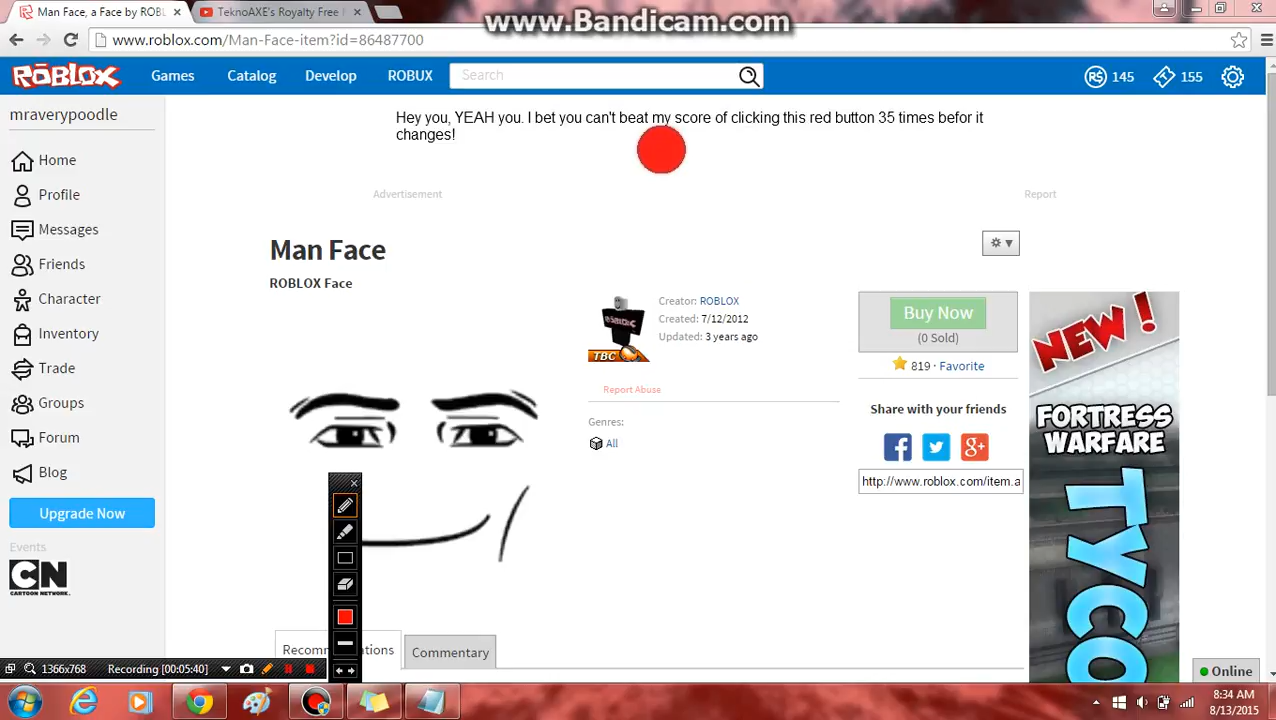 Man Face, a Face by ROBL
TeknoAXE's Royalty Free
www.Bandicam.com
www.roblox.com/Man-Face-item?id=86487700
ROBLOX
Games
Catalog
Develop
ROBUX
Search
R$ 145
155
mraverypoodle
Hey you, YEAH you. I bet you can't beat my score of clicking this red button 35 times befor it
changes!
Home
Profile
Messages
Friends
Character
Inventory
Trade
Groups
Forum
Blog
Upgrade Now
Events
CN
CARTOON NETWORK.
Advertisement
Report
Man Face
ROBLOX Face
ROBLOX
TBC
Creator: ROBLOX
Created: 7/12/2012
Updated: 3 years ago
Report Abuse
Genres:
All
Buy Now
(0 Sold)
819 · Favorite
Share with your friends
http://www.roblox.com/item.a
NEW!
FORTRESS
WARFARE
TYCO
Recomm
tions
Commentary
1366x768
Recording [00:05:40]
Online
8:34 AM
8/13/2015